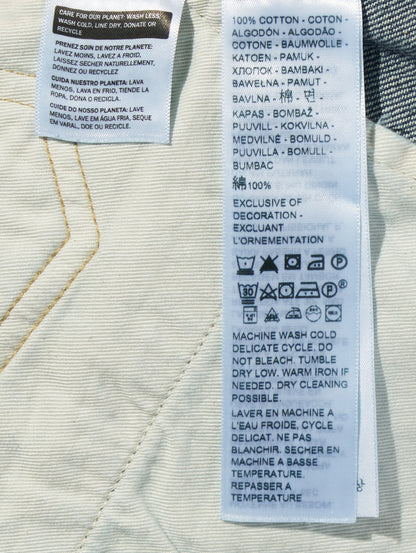 CARE FOR OUR PLANET: WASH LESS,
WASH COLD, LINE DRY, DONATE OR
RECYCLE
PRENEZ SOIN DE NOTRE PLANETE:
LAVEZ MOINS, LAVEZ A FROID,
LAISSEZ SÉCHER NATURELLEMENT,
DONNEZ OU RECYCLEZ
CUIDA NUESTRO PLANETA: LAVA
MENOS, LAVA EN FRIO, TIENDE LA
ROPA, DONA O RECICLA.
CUIDE DO NOSSO PLANETA: LAVE
MENOS, LAVE EM ÁGUA FRIA, SEQUE
EM VARAL, DOE OU RECICLE.
100% COTTON - COTON -
ALGODÓN - ALGODÃO -
COTONE - BAUMWOLLE -
KATOEN - PAMUK -
ХЛОПОК - BAMBAKI -
BAWEŁNA - PAMUT -
BAVLNA - 棉 - 면 -
KAPAS - BOMBAŽ -
PUUVILL - KOKVILNA -
MEDVILNĖ - BOMULD -
PUUVILLA - BOMULL -
BUMBAC
綿100%
EXCLUSIVE OF
DECORATION -
EXCLUANT
L'ORNEMENTATION
30
®
MACHINE WASH COLD
DELICATE CYCLE. DO
NOT BLEACH. TUMBLE
DRY LOW. WARM IRON IF
NEEDED. DRY CLEANING
POSSIBLE.
LAVER EN MACHINE A
L'EAU FROIDE, CYCLE
DELICAT. NE PAS
BLANCHIR. SECHER EN
MACHINE A BASSE
TEMPERATURE.
REPASSER A
TEMPERATURE